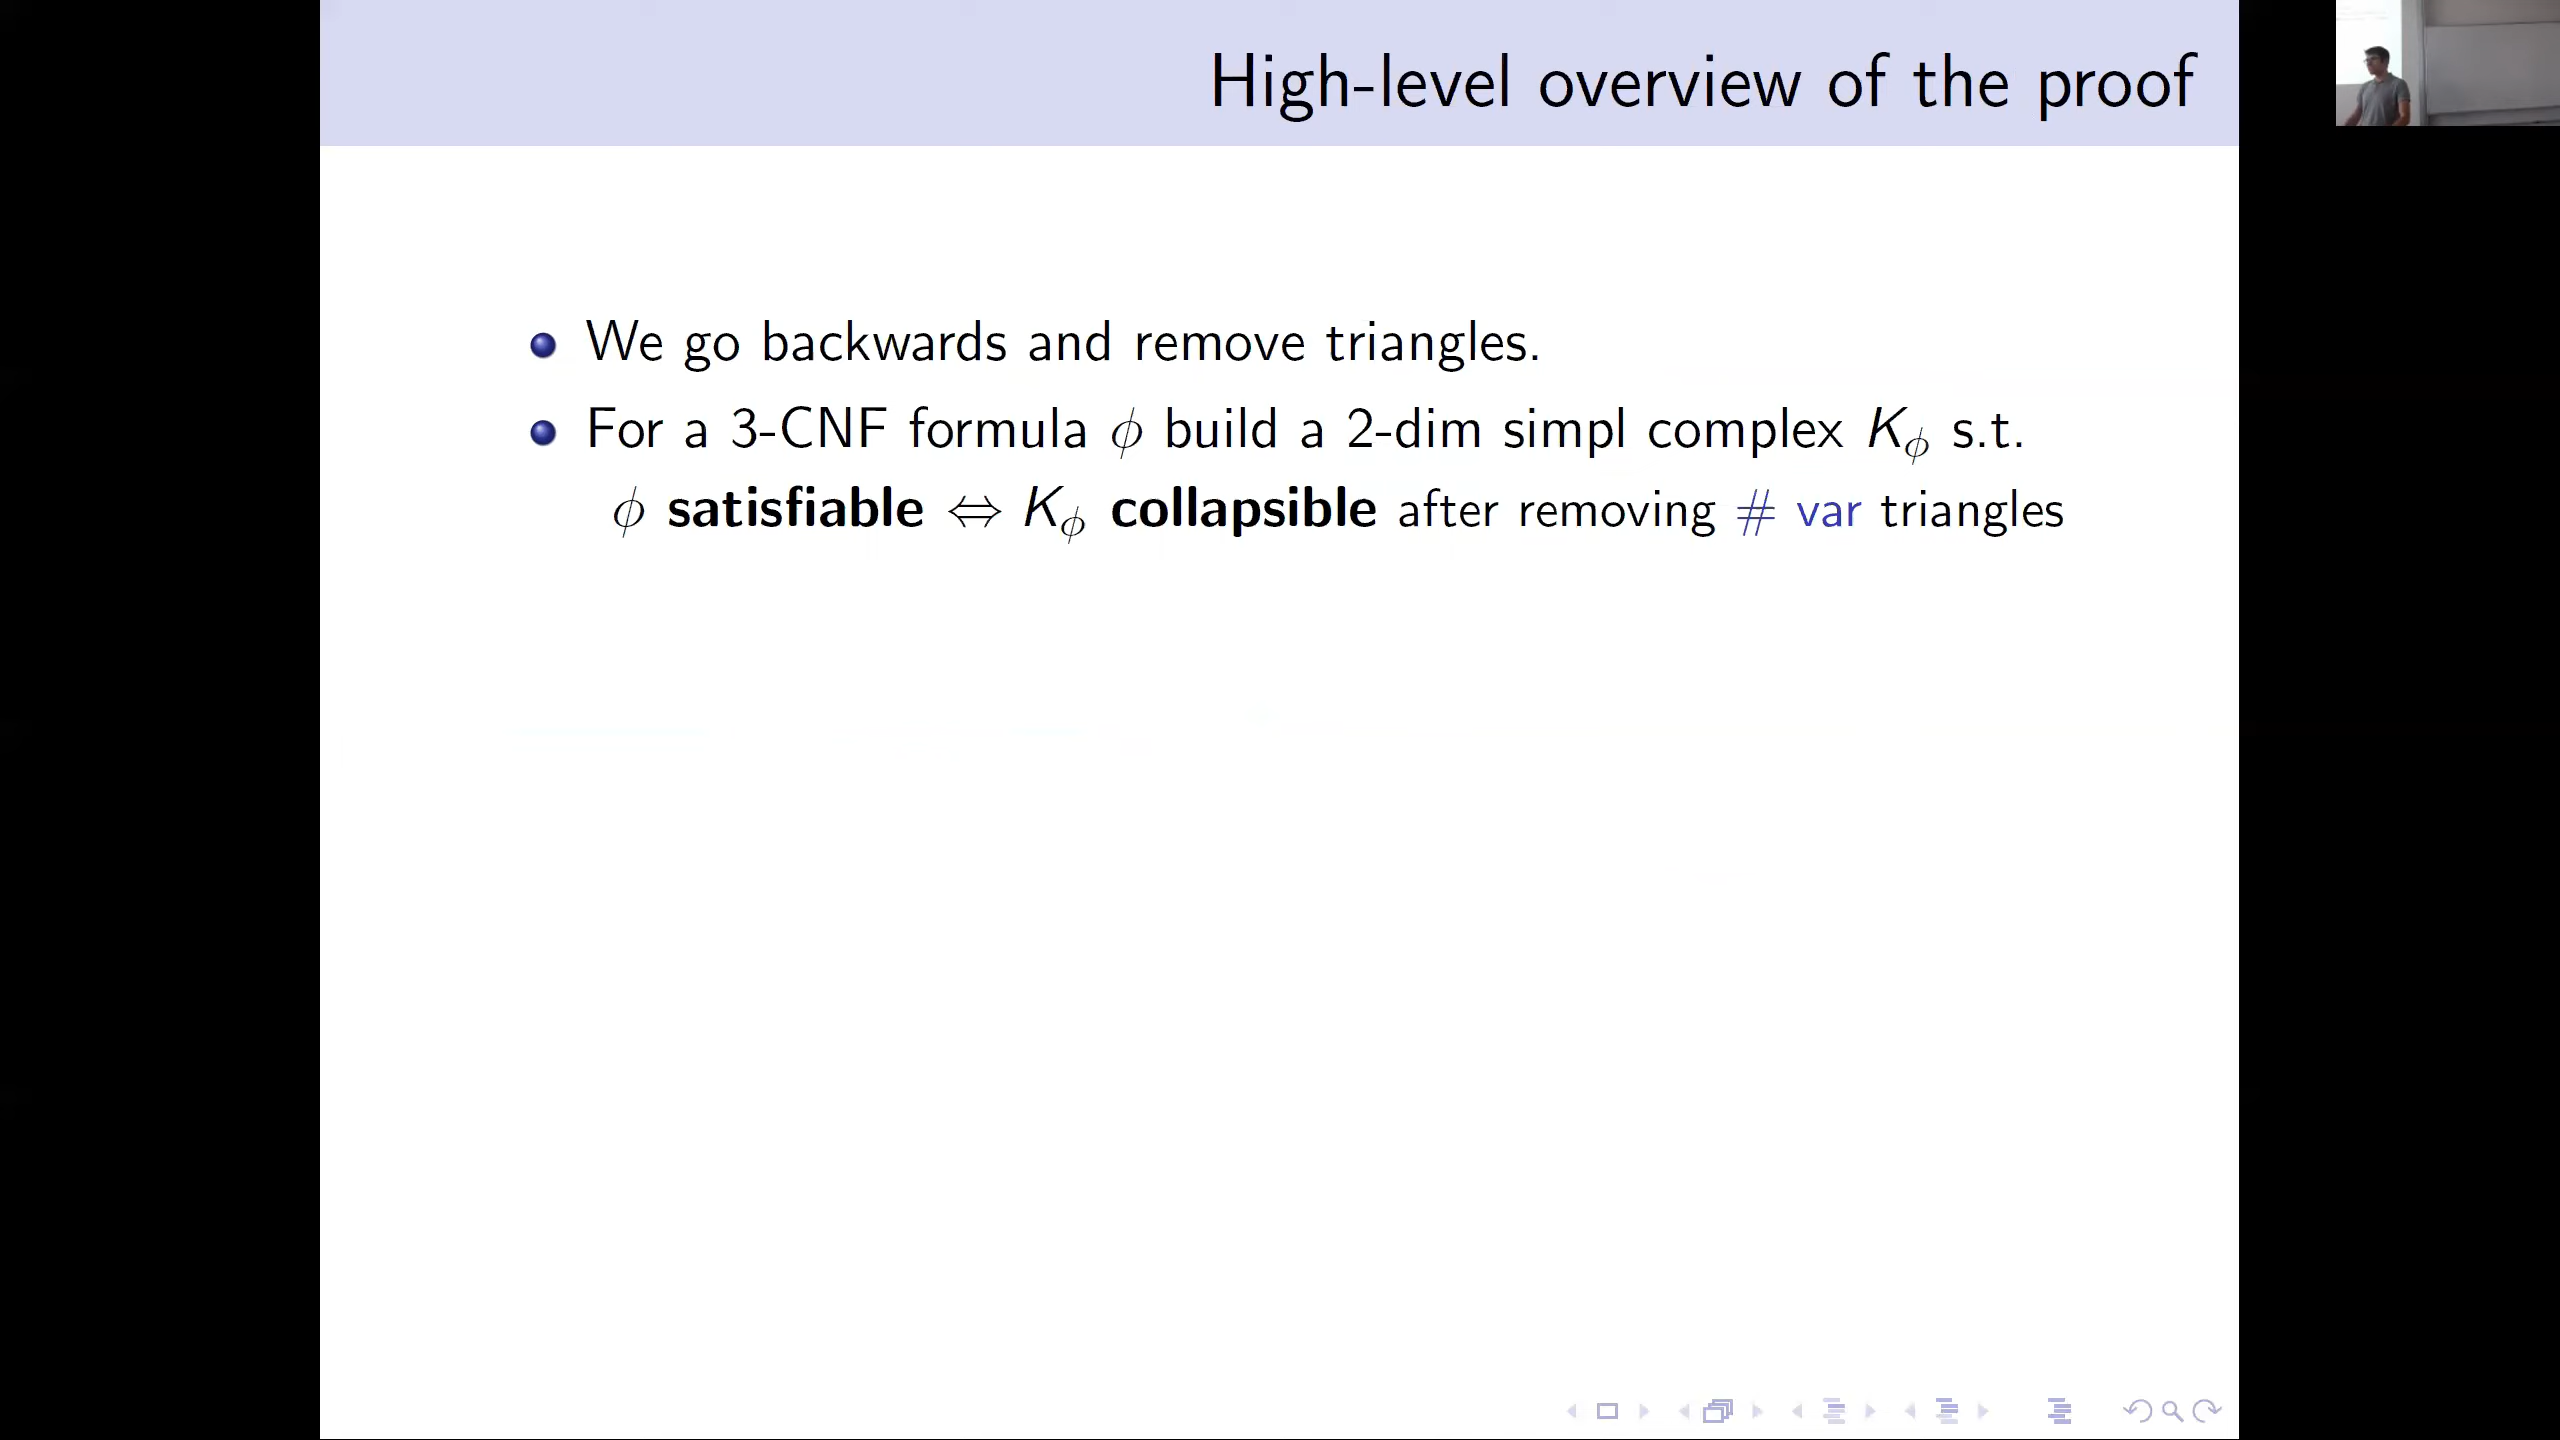 High-level overview of the proof
We go backwards and remove triangles.
For a 3-CNF formula ϕ build a 2-dim simpl complex K_ϕ s.t.
ϕ satisfiable ⇔ K_ϕ collapsible after removing # var triangles